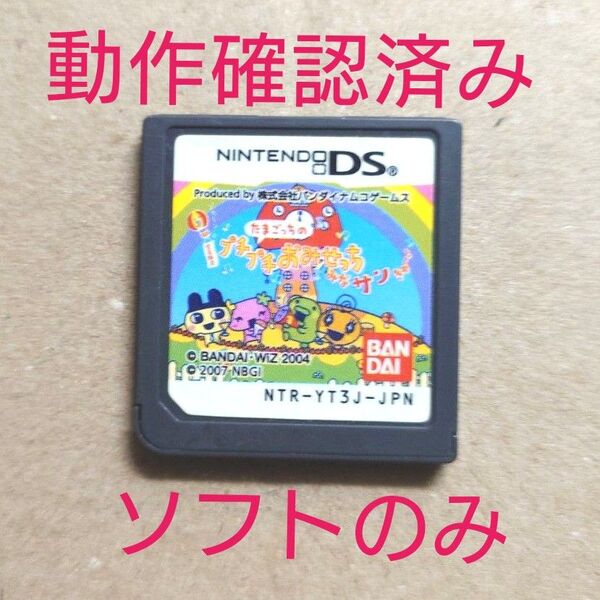 動作確認済み
NINTENDO DS®
Produced by 株式会社バンダイナムコゲームス
たまごっちの
プチプチおみせっち
サンきゅー
© BANDAI・WiZ 2004
© 2007 NBGI
BAN
DAI
NTR-YT3J-JPN
ソフトのみ